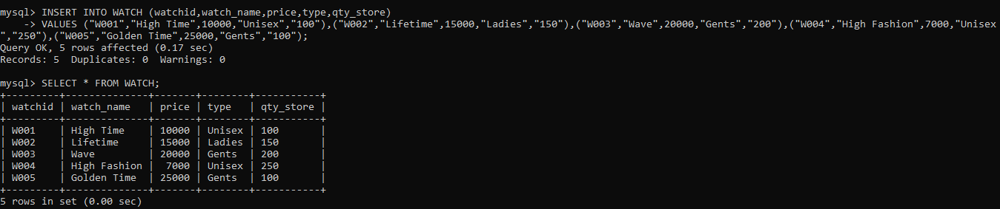 mysql> INSERT INTO WATCH (watchid,watch_name,price,type,qty_store)
    -> VALUES ("W001","High Time",10000,"Unisex","100"),("W002","Lifetime",15000,"Ladies","150"),("W003","Wave",20000,"Gents","200"),("W004","High Fashion",7000,"Unisex
","250"),("W005","Golden Time",25000,"Gents","100");
Query OK, 5 rows affected (0.17 sec)
Records: 5  Duplicates: 0  Warnings: 0

mysql> SELECT * FROM WATCH;
+---------+--------------+-------+--------+-----------+
| watchid | watch_name   | price | type   | qty_store |
+---------+--------------+-------+--------+-----------+
| W001    | High Time    | 10000 | Unisex | 100       |
| W002    | Lifetime     | 15000 | Ladies | 150       |
| W003    | Wave         | 20000 | Gents  | 200       |
| W004    | High Fashion |  7000 | Unisex | 250       |
| W005    | Golden Time  | 25000 | Gents  | 100       |
+---------+--------------+-------+--------+-----------+
5 rows in set (0.00 sec)